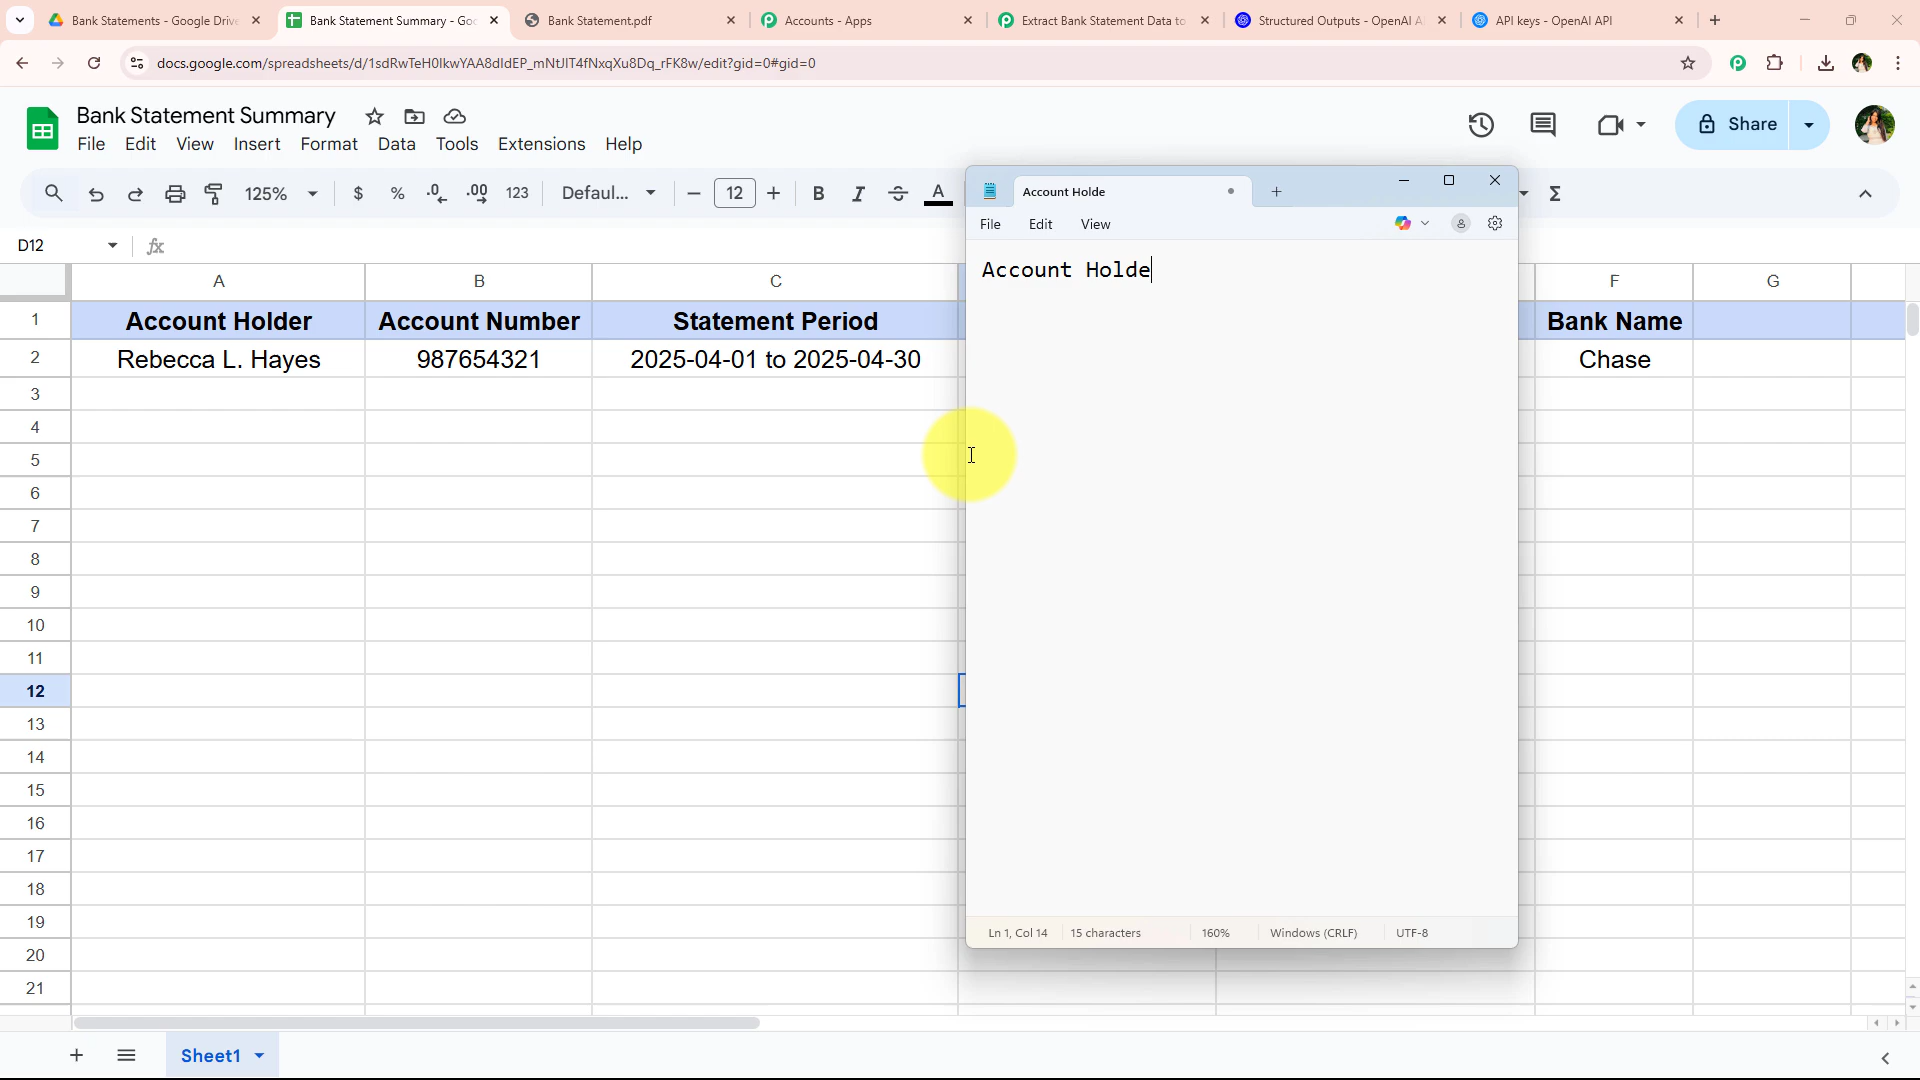 Bank Statements - Google Drive
Bank Statement Summary - Goo
Bank Statement.pdf
Accounts - Apps
Extract Bank Statement Data to
Structured Outputs - OpenAI A
API keys - OpenAI API
docs.google.com/spreadsheets/d/1sdRwTeH0lkwYAA8dIdEP_mNtJIT4fNxqXu8Dq_rFK8w/edit?gid=0#gid=0
Bank Statement Summary
File Edit View Insert Format Data Tools Extensions Help
Share
125% $ % .0 .00 123 Defaul... 12 B I S A Σ
D12
fx
A B C F G
1 Account Holder Account Number Statement Period Bank Name
2 Rebecca L. Hayes 987654321 2025-04-01 to 2025-04-30 Chase
3
4
5
6
7
8
9
10
11
12
13
14
15
16
17
18
19
20
21
Sheet1
Account Holde
File Edit View
Account Holde
Ln 1, Col 14 15 characters 160% Windows (CRLF) UTF-8